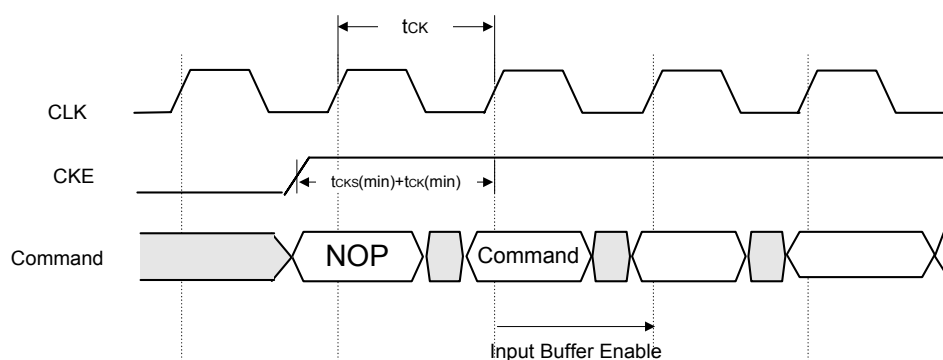 tCK
CLK
CKE
tCKS(min)+tCK(min)
Command
NOP
Command
Input Buffer Enable